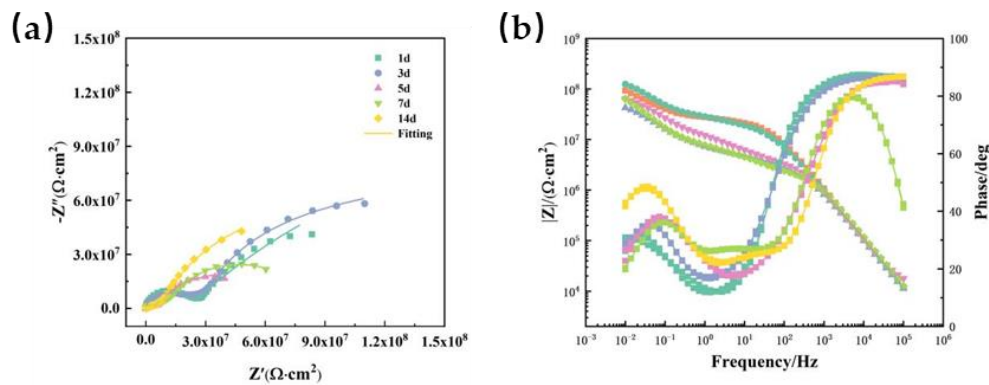 (a)
1.5x10⁸
1.2x10⁸
9.0x10⁷
6.0x10⁷
3.0x10⁷
0.0
-Z″(Ω·cm²)
1d
3d
5d
7d
14d
Fitting
0.0 3.0x10⁷ 6.0x10⁷ 9.0x10⁷ 1.2x10⁸ 1.5x10⁸
Z′(Ω·cm²)
(b)
10⁹
10⁸
10⁷
10⁶
10⁵
10⁴
|Z|/(Ω·cm²)
100
80
60
40
20
0
Phase/deg
10⁻³ 10⁻² 10⁻¹ 10⁰ 10¹ 10² 10³ 10⁴ 10⁵ 10⁶
Frequency/Hz